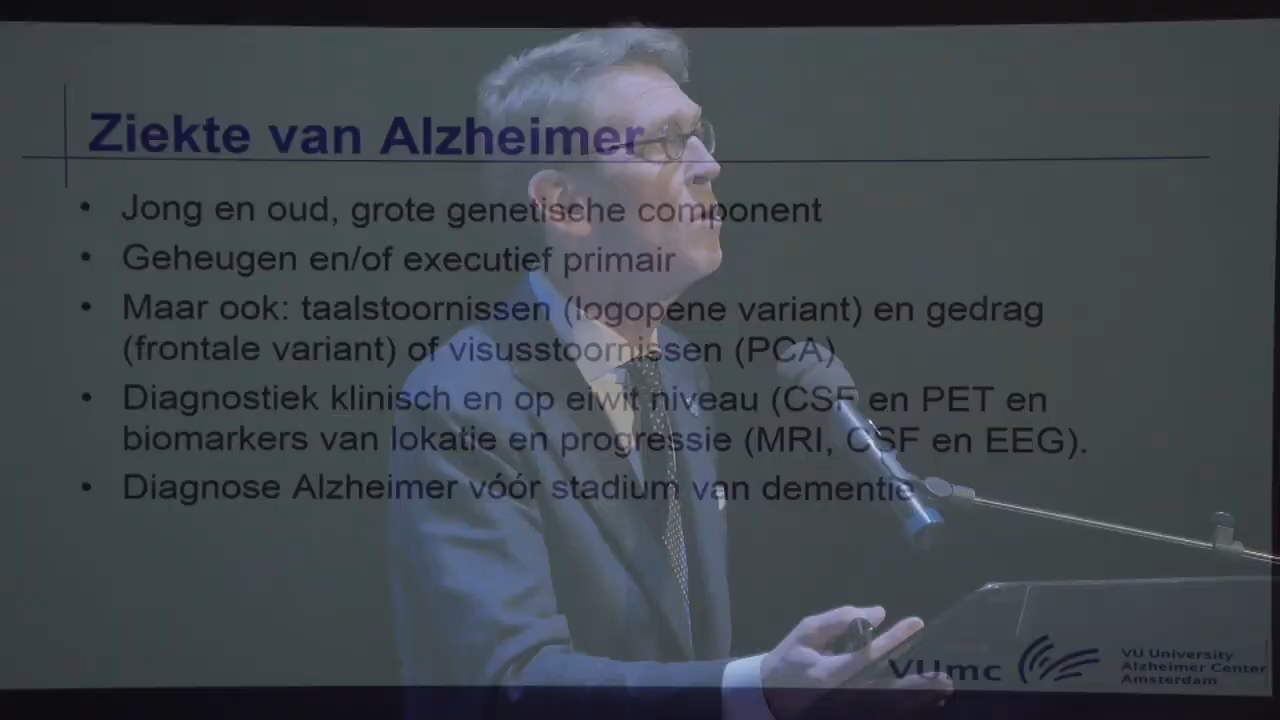 Ziekte van Alzheimer
• Jong en oud, grote genetische component
• Geheugen en/of executief primair
• Maar ook: taalstoornissen (logopene variant) en gedrag
(frontale variant) of visusstoornissen (PCA)
• Diagnostiek klinisch en op eiwit niveau (CSF en PET en
biomarkers van lokatie en progressie (MRI, CSF en EEG).
• Diagnose Alzheimer vóór stadium van dementie
VUmc
VU University
Alzheimer Center
Amsterdam